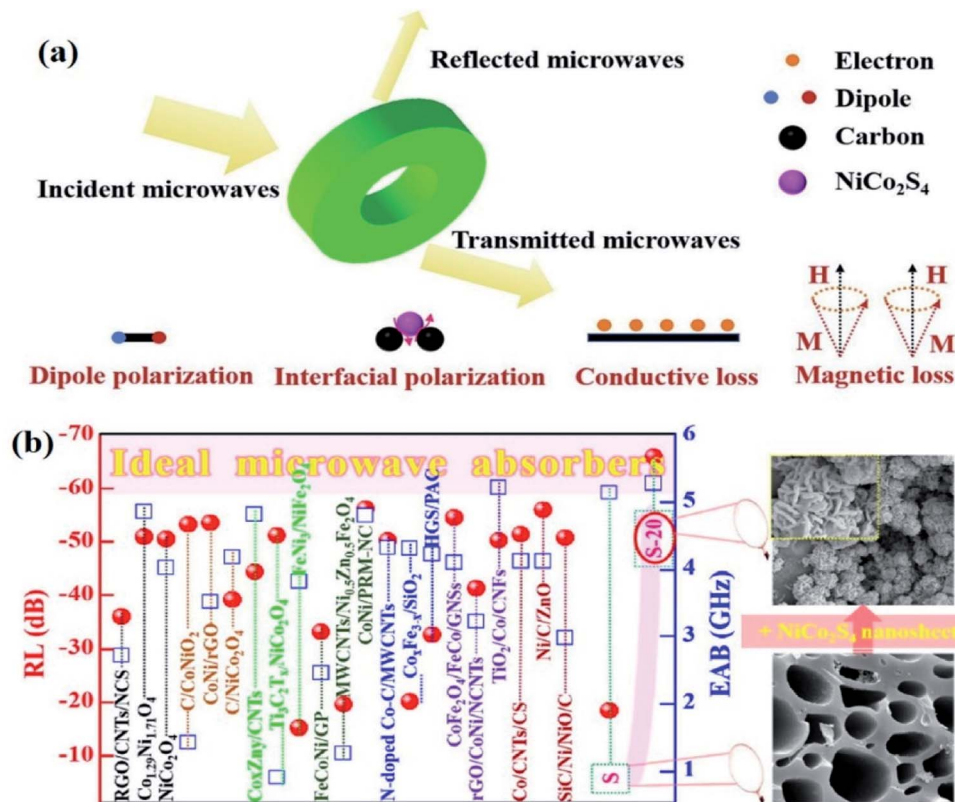 (a)
Reflected microwaves
Incident microwaves
Transmitted microwaves
Electron
Dipole
Carbon
NiCo₂S₄
H H
M M
Dipole polarization
Interfacial polarization
Conductive loss
Magnetic loss
(b)
Ideal microwave absorbers
RL (dB)
-70
-60
-50
-40
-30
-20
-10
EAB (GHz)
6
5
4
3
2
1
RGO/CNTs/NCS
Co₁.₂₉Ni₁.₇₁O₄
NiCo₂O₄
C/CoNiO₂
CoNi/rGO
C/NiCo₂O₄
CoxZny/CNTs
Ti₃C₂Tₓ/NiCo₂O₄
FeNi₃/NiFe₂O₄
FeCoNi/GP
MWCNTs/Ni₀.₅Zn₀.₅Fe₂O₄
CoNi/PRM-NC
N-doped Co-C/MWCNTs
HGS/PAC
CoFe₂O₄/FeCo/GNSs
rGO/CoNi/NCNTs
TiO₂/Co/CNFs
Co/CNTs/CS
Ni/C/ZnO
SiC/Ni/NiO/C
S
S-20
+ NiCo₂S₄ nanosheet